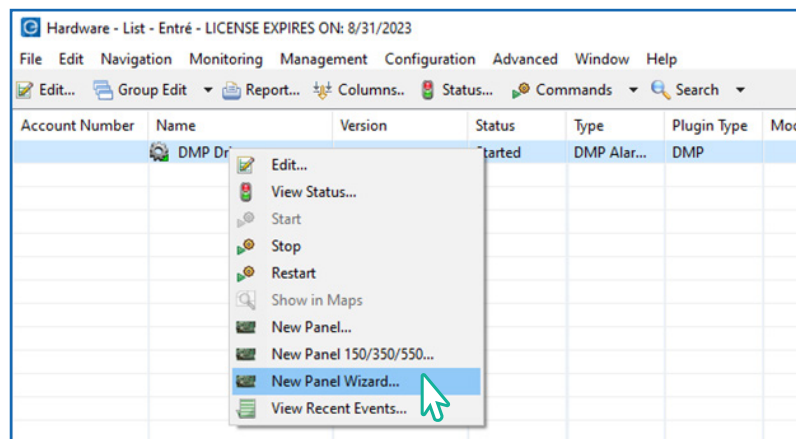 Hardware - List - Entré - LICENSE EXPIRES ON: 8/31/2023
File Edit Navigation Monitoring Management Configuration Advanced Window Help
Edit... Group Edit Report... Columns.. Status... Commands Search
Account Number Name Version Status Type Plugin Type Mod
DMP Dri Started DMP Alar... DMP
Edit...
View Status...
Start
Stop
Restart
Show in Maps
New Panel...
New Panel 150/350/550...
New Panel Wizard...
View Recent Events...